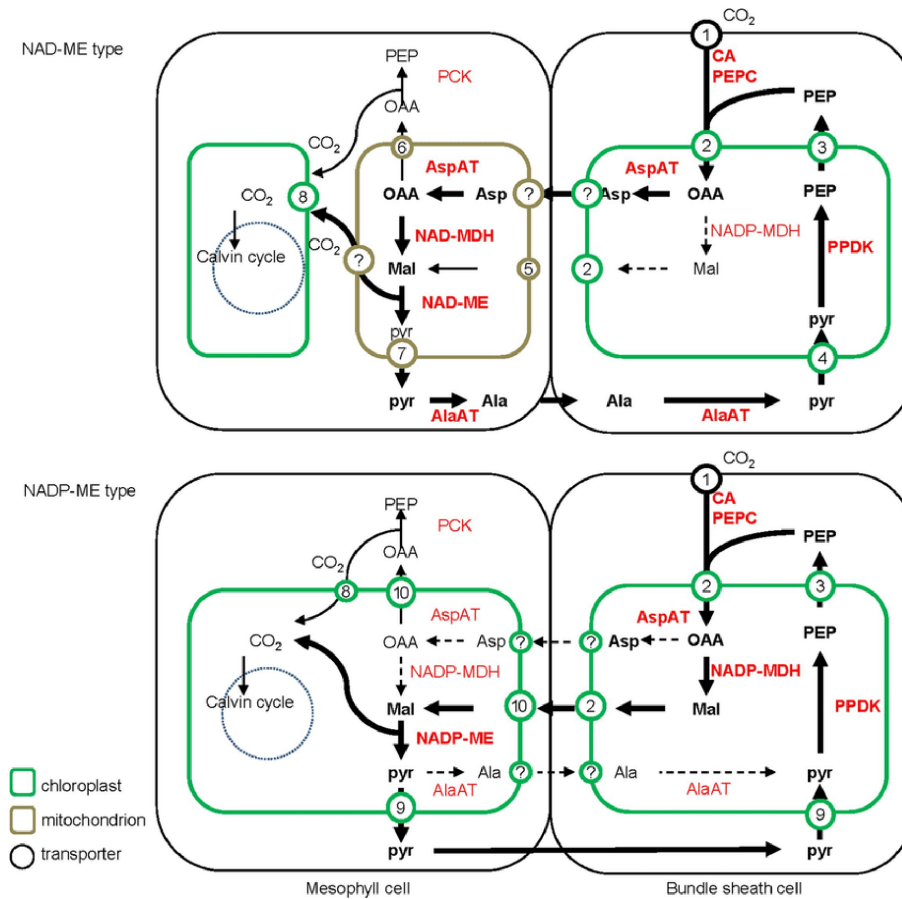 CO2
NAD-ME type
1
CA
PEPC
PEP
PCK
OAA
PEP
CO2
6
2
3
AspAT
AspAT
PEP
CO2
8
OAA
Asp
?
?
Asp
OAA
NAD-MDH
NADP-MDH
CO2
Calvin cycle
?
Mal
5
2
Mal
PPDK
NAD-ME
pyr
pyr
7
4
pyr
Ala
Ala
pyr
AlaAT
AlaAT
CO2
NADP-ME type
1
CA
PEPC
PEP
PCK
OAA
PEP
CO2
8
10
2
3
AspAT
AspAT
CO2
OAA
Asp
?
?
Asp
OAA
PEP
NADP-MDH
NADP-MDH
Calvin cycle
Mal
10
2
Mal
PPDK
NADP-ME
pyr
Ala
?
?
Ala
pyr
AlaAT
AlaAT
chloroplast
9
9
mitochondrion
transporter
pyr
pyr
Mesophyll cell
Bundle sheath cell